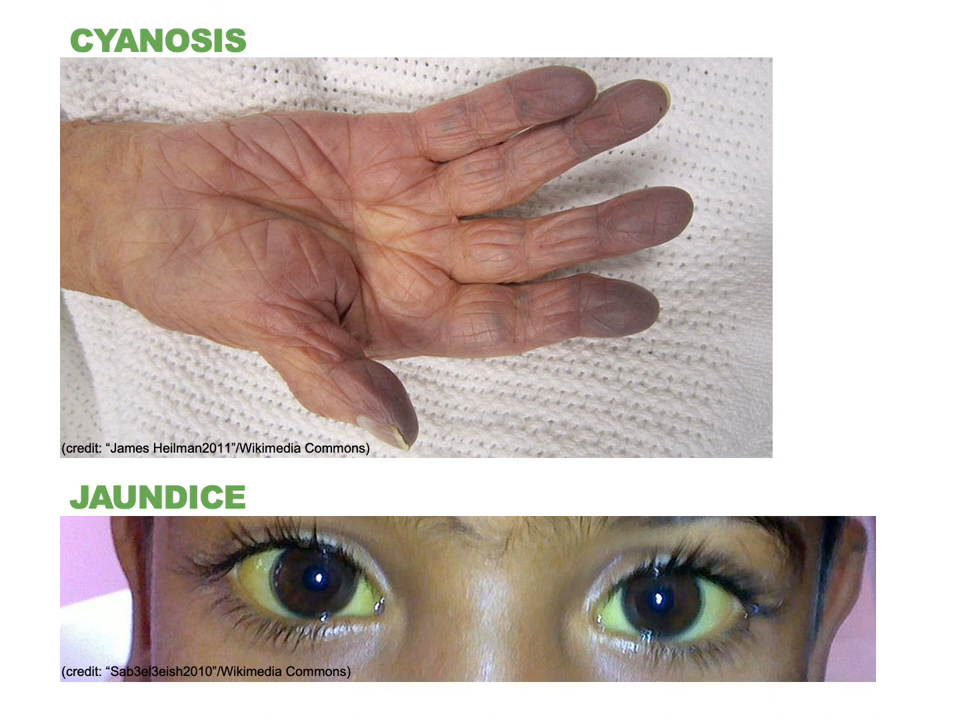 CYANOSIS
(credit: “James Heilman2011”/Wikimedia Commons)
JAUNDICE
(credit: “Sab3el3eish2010”/Wikimedia Commons)